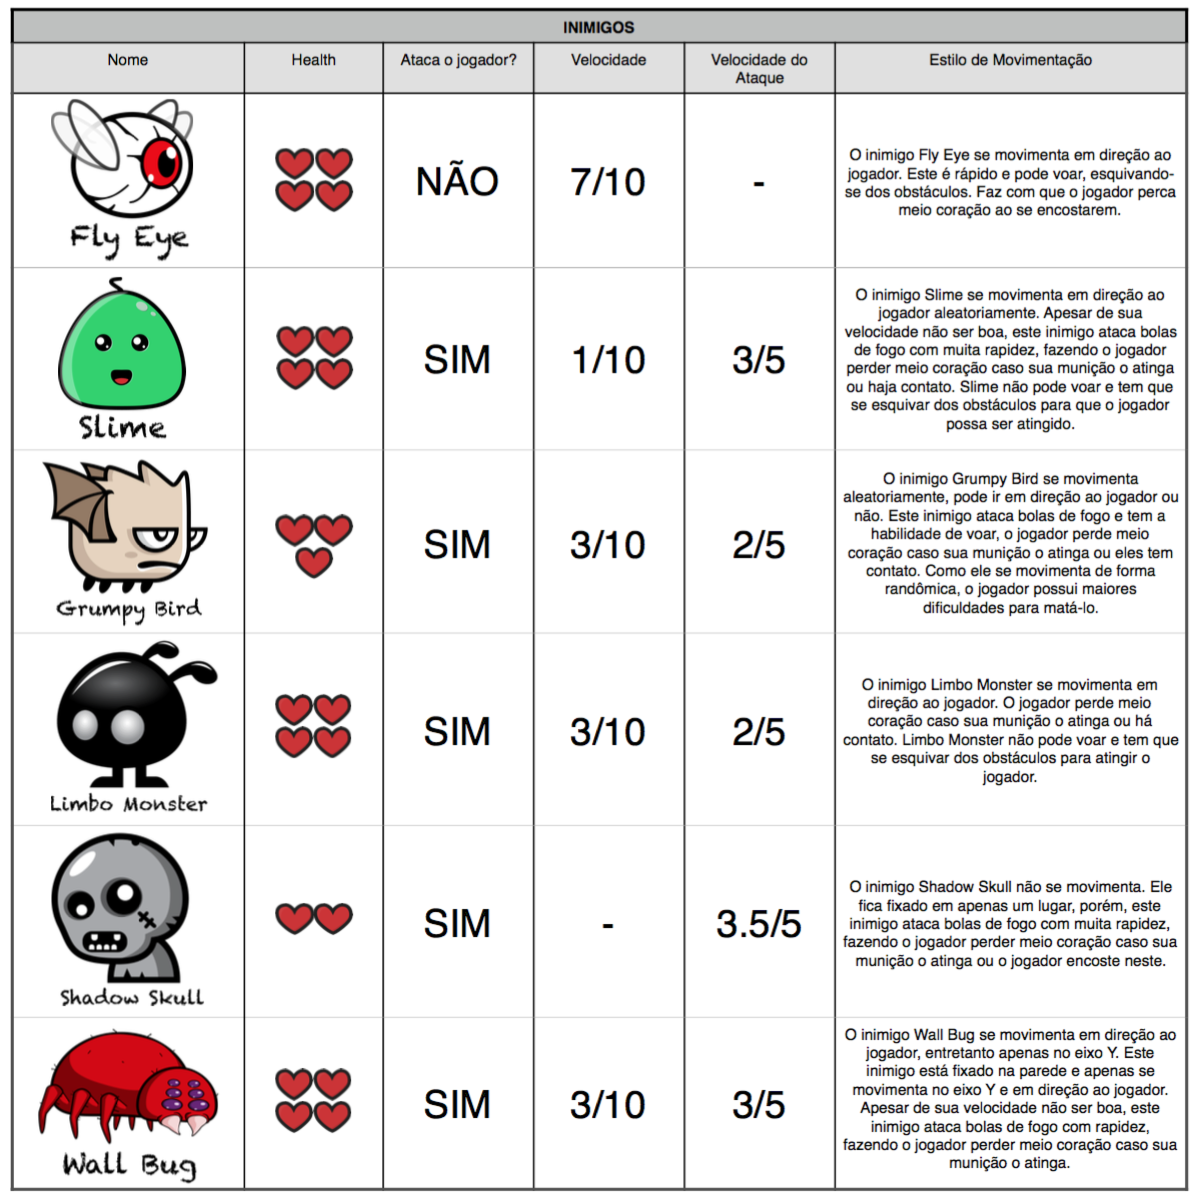 INIMIGOS
Nome
Health
Ataca o jogador?
Velocidade
Velocidade do
Ataque
Estilo de Movimentação
Fly Eye
NÃO
7/10
-
O inimigo Fly Eye se movimenta em direção ao
jogador. Este é rápido e pode voar, esquivando-
se dos obstáculos. Faz com que o jogador perca
meio coração ao se encostarem.
Slime
SIM
1/10
3/5
O inimigo Slime se movimenta em direção ao
jogador aleatoriamente. Apesar de sua
velocidade não ser boa, este inimigo ataca bolas
de fogo com muita rapidez, fazendo o jogador
perder meio coração caso sua munição o atinga
ou haja contato. Slime não pode voar e tem que
se esquivar dos obstáculos para que o jogador
possa ser atingido.
Grumpy Bird
SIM
3/10
2/5
O inimigo Grumpy Bird se movimenta
aleatoriamente, pode ir em direção ao jogador ou
não. Este inimigo ataca bolas de fogo e tem a
habilidade de voar, o jogador perde meio
coração caso sua munição o atinga ou eles tem
contato. Como ele se movimenta de forma
randômica, o jogador possui maiores
dificuldades para matá-lo.
Limbo Monster
SIM
3/10
2/5
O inimigo Limbo Monster se movimenta em
direção ao jogador. O jogador perde meio
coração caso sua munição o atinga ou há
contato. Limbo Monster não pode voar e tem que
se esquivar dos obstáculos para atingir o
jogador.
Shadow Skull
SIM
-
3.5/5
O inimigo Shadow Skull não se movimenta. Ele
fica fixado em apenas um lugar, porém, este
inimigo ataca bolas de fogo com muita rapidez,
fazendo o jogador perder meio coração caso sua
munição o atinga ou o jogador encoste neste.
Wall Bug
SIM
3/10
3/5
O inimigo Wall Bug se movimenta em direção ao
jogador, entretanto apenas no eixo Y. Este
inimigo está fixado na parede e apenas se
movimenta no eixo Y e em direção ao jogador.
Apesar de sua velocidade não ser boa, este
inimigo ataca bolas de fogo com rapidez,
fazendo o jogador perder meio coração caso sua
munição o atinga.